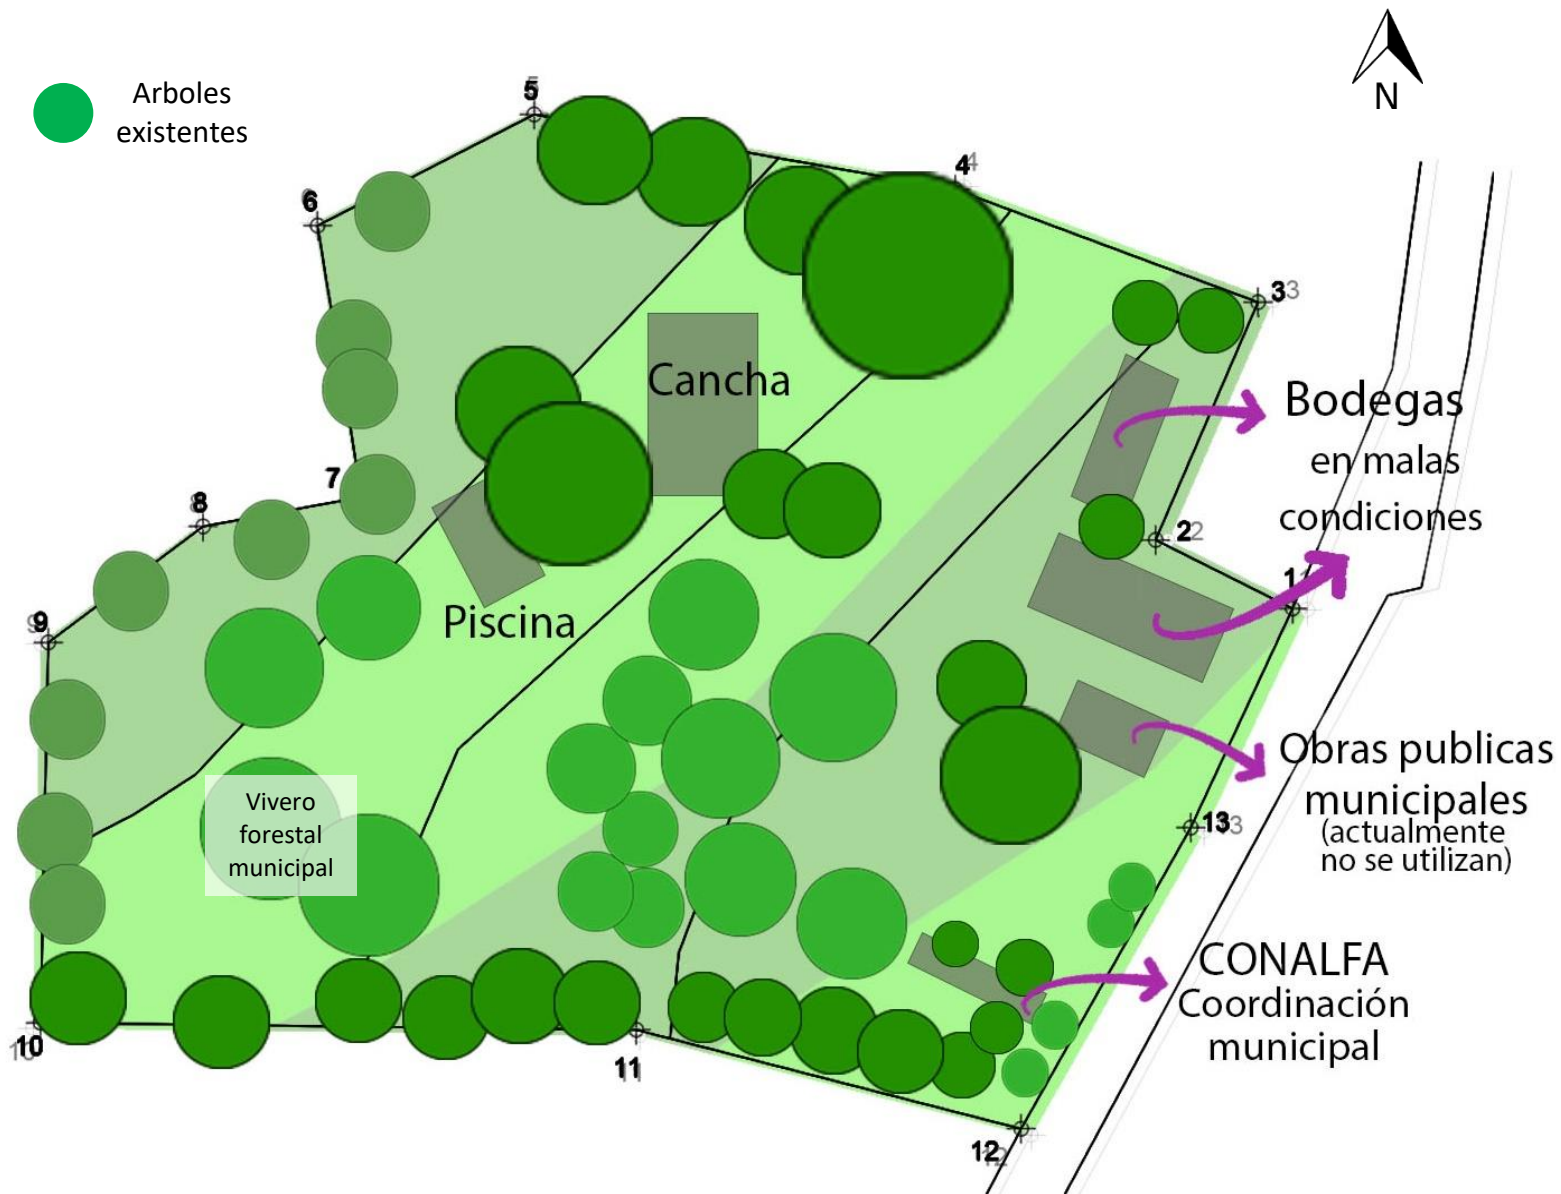 Arboles
existentes
N
5
4
6
3
Cancha
Bodegas
en malas
condiciones
7
8
2
1
9
Piscina
Obras publicas
municipales
(actualmente
no se utilizan)
Vivero
forestal
municipal
13
CONALFA
Coordinación
municipal
10
11
12